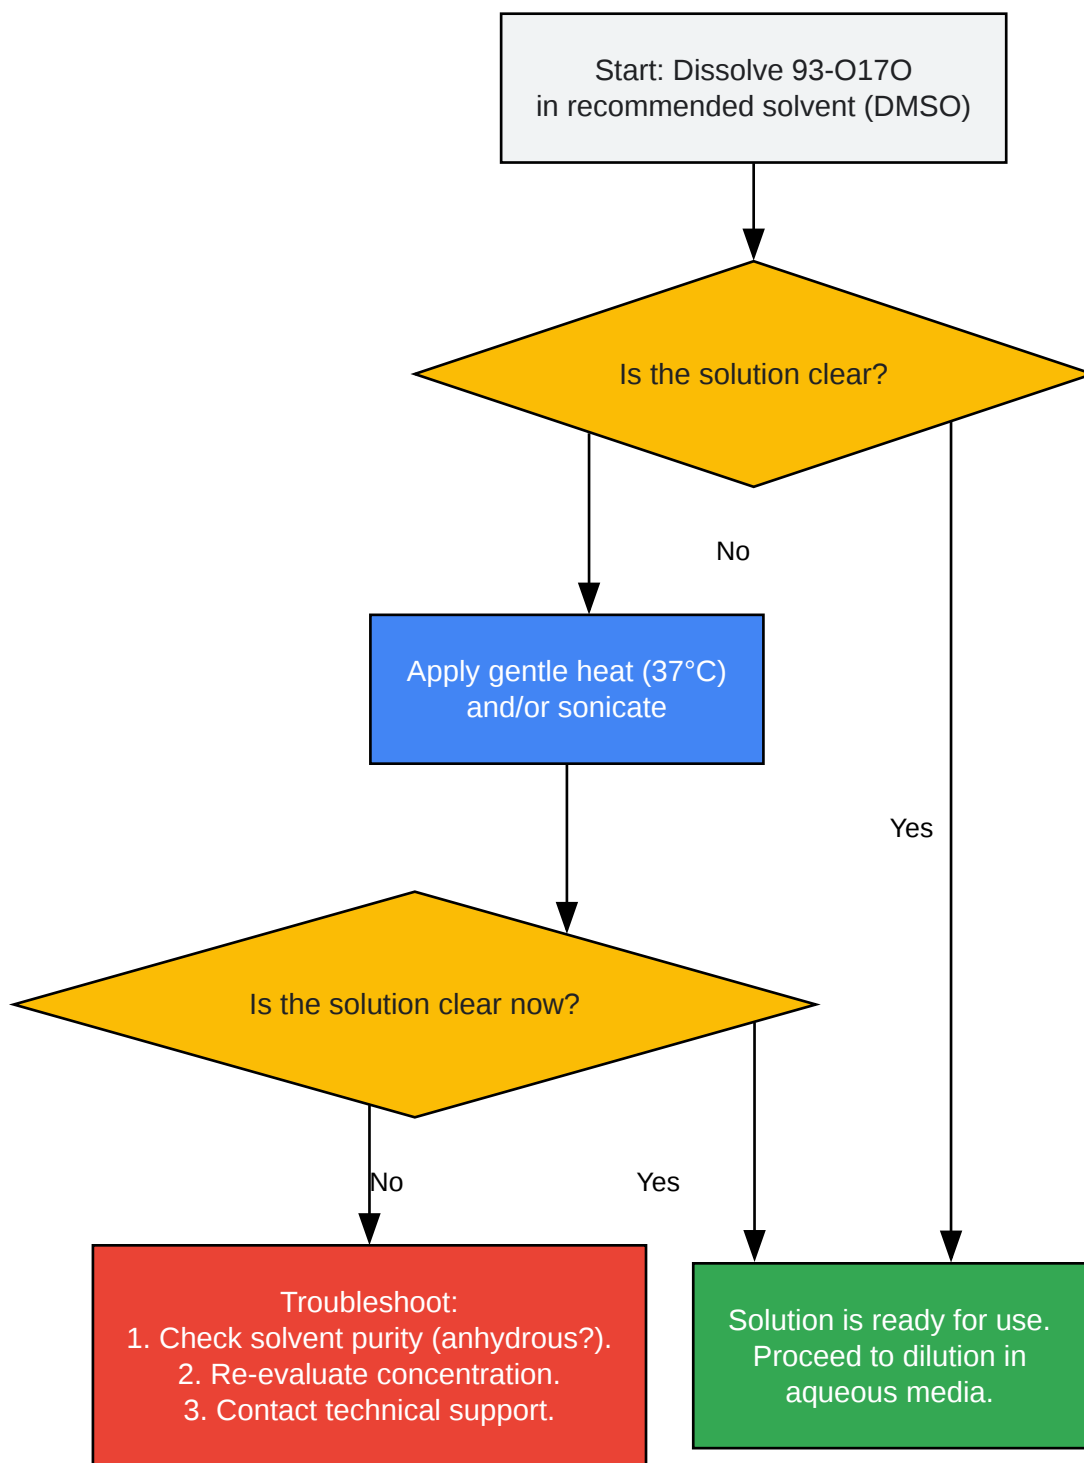 Start: Dissolve 93-O17O
in recommended solvent (DMSO)
Is the solution clear?
No
Apply gentle heat (37°C)
and/or sonicate
Yes
Is the solution clear now?
No
Yes
Troubleshoot:
1. Check solvent purity (anhydrous?).
2. Re-evaluate concentration.
3. Contact technical support.
Solution is ready for use.
Proceed to dilution in
aqueous media.